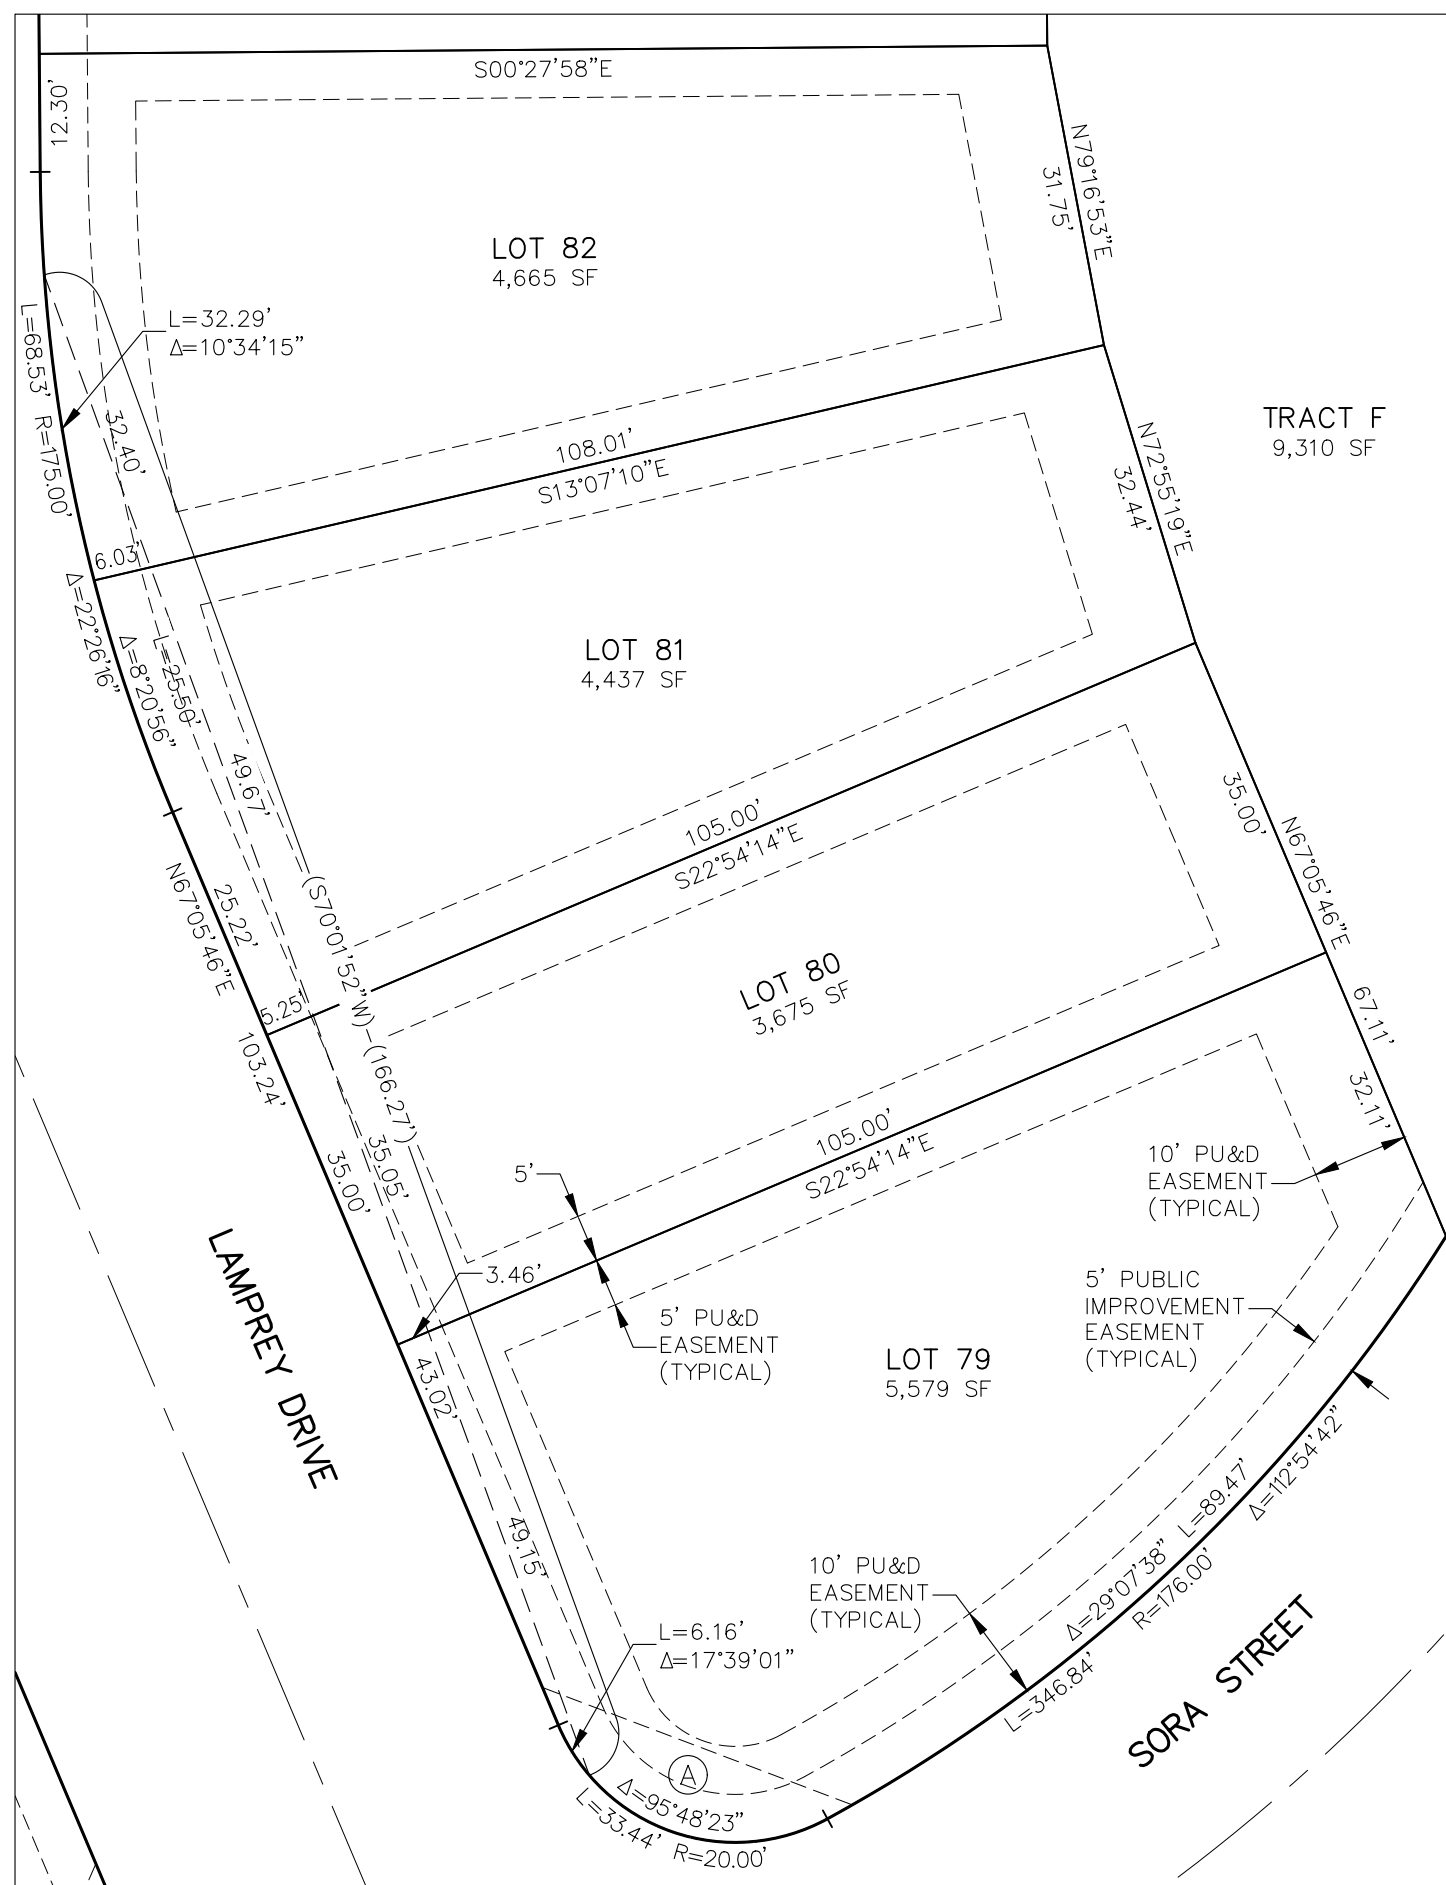 S00°27'58"E
12.30'
N79°16'53"E
31.75'
LOT 82
4,665 SF
L=32.29'
Δ=10°34'15"
L=68.53' R=175.00'
Δ=22°26'16"
32.40'
108.01'
S13°07'10"E
TRACT F
9,310 SF
N72°55'19"E
32.44'
6.03'
Δ=8°20'56"
L=25.50'
LOT 81
4,437 SF
49.67'
105.00'
S22°54'14"E
35.00'
N67°05'46"E
N67°05'46"E
25.22'
(S70°01'52"W)
(166.27')
LOT 80
3,675 SF
5.25'
103.24'
67.11'
32.11'
35.00'
35.05'
105.00'
S22°54'14"E
5'
10' PU&D
EASEMENT
(TYPICAL)
3.46'
LAMPREY DRIVE
5' PU&D
EASEMENT
(TYPICAL)
5' PUBLIC
IMPROVEMENT
EASEMENT
(TYPICAL)
LOT 79
5,579 SF
43.02'
49.15'
Δ=29°07'38" L=89.47'
Δ=112°54'42"
R=176.00'
L=346.84'
10' PU&D
EASEMENT
(TYPICAL)
L=6.16'
Δ=17°39'01"
SORA STREET
A
Δ=95°48'23"
L=33.44' R=20.00'